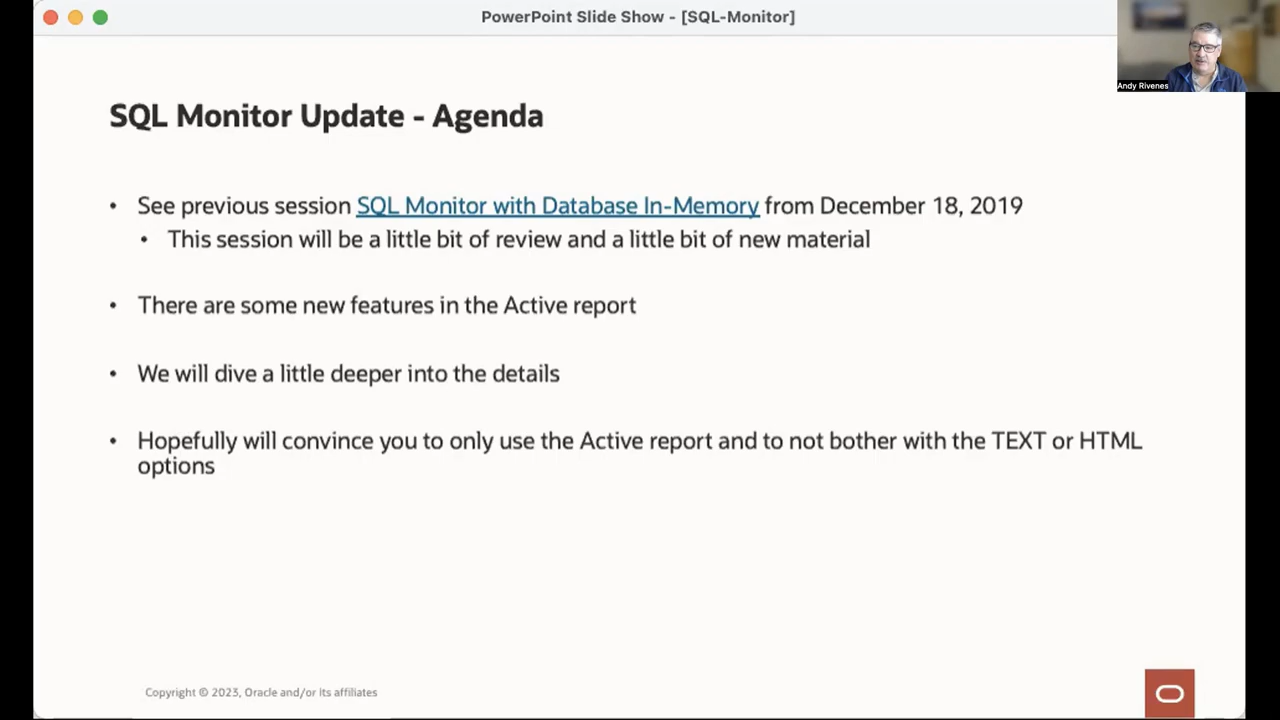 PowerPoint Slide Show - [SQL-Monitor]
Andy Rivenes
SQL Monitor Update - Agenda
• See previous session SQL Monitor with Database In-Memory from December 18, 2019
• This session will be a little bit of review and a little bit of new material
• There are some new features in the Active report
• We will dive a little deeper into the details
• Hopefully will convince you to only use the Active report and to not bother with the TEXT or HTML
options
Copyright © 2023, Oracle and/or its affiliates